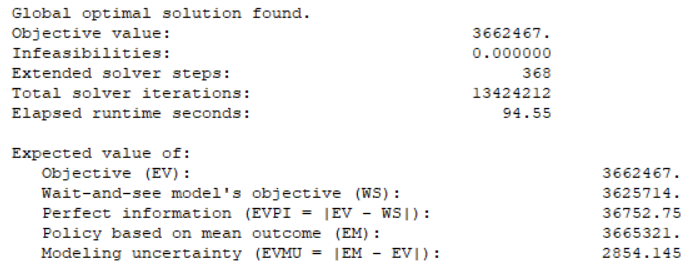 Global optimal solution found.
Objective value: 3662467.
Infeasibilities: 0.000000
Extended solver steps: 368
Total solver iterations: 13424212
Elapsed runtime seconds: 94.55
Expected value of:
Objective (EV): 3662467.
Wait-and-see model's objective (WS): 3625714.
Perfect information (EVPI = |EV - WS|): 36752.75
Policy based on mean outcome (EM): 3665321.
Modeling uncertainty (EVMU = |EM - EV|): 2854.145